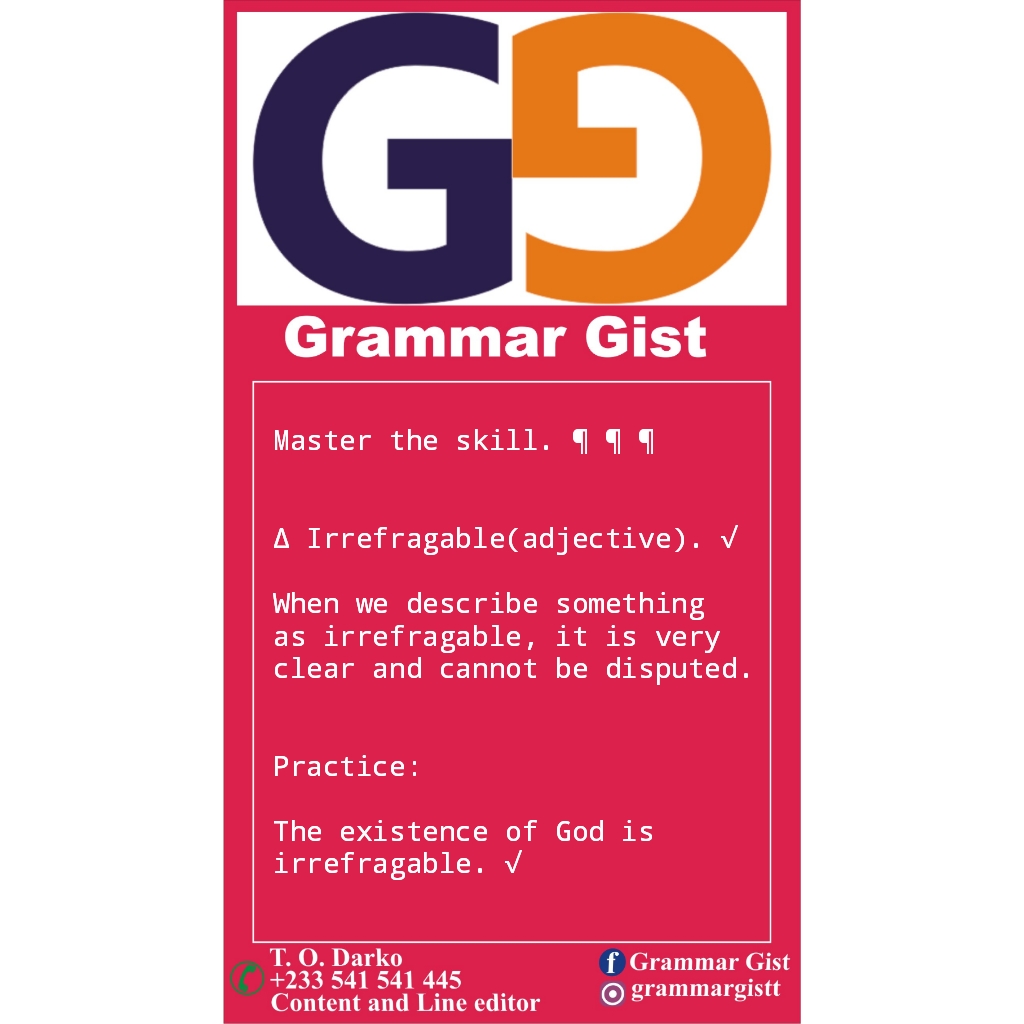 GG
Grammar Gist
Master the skill. ¶ ¶ ¶
Δ Irrefragable(adjective). √
When we describe something
as irrefragable, it is very
clear and cannot be disputed.
Practice:
The existence of God is
irrefragable. √
T. O. Darko
+233 541 541 445
Content and Line editor
f Grammar Gist
grammargistt